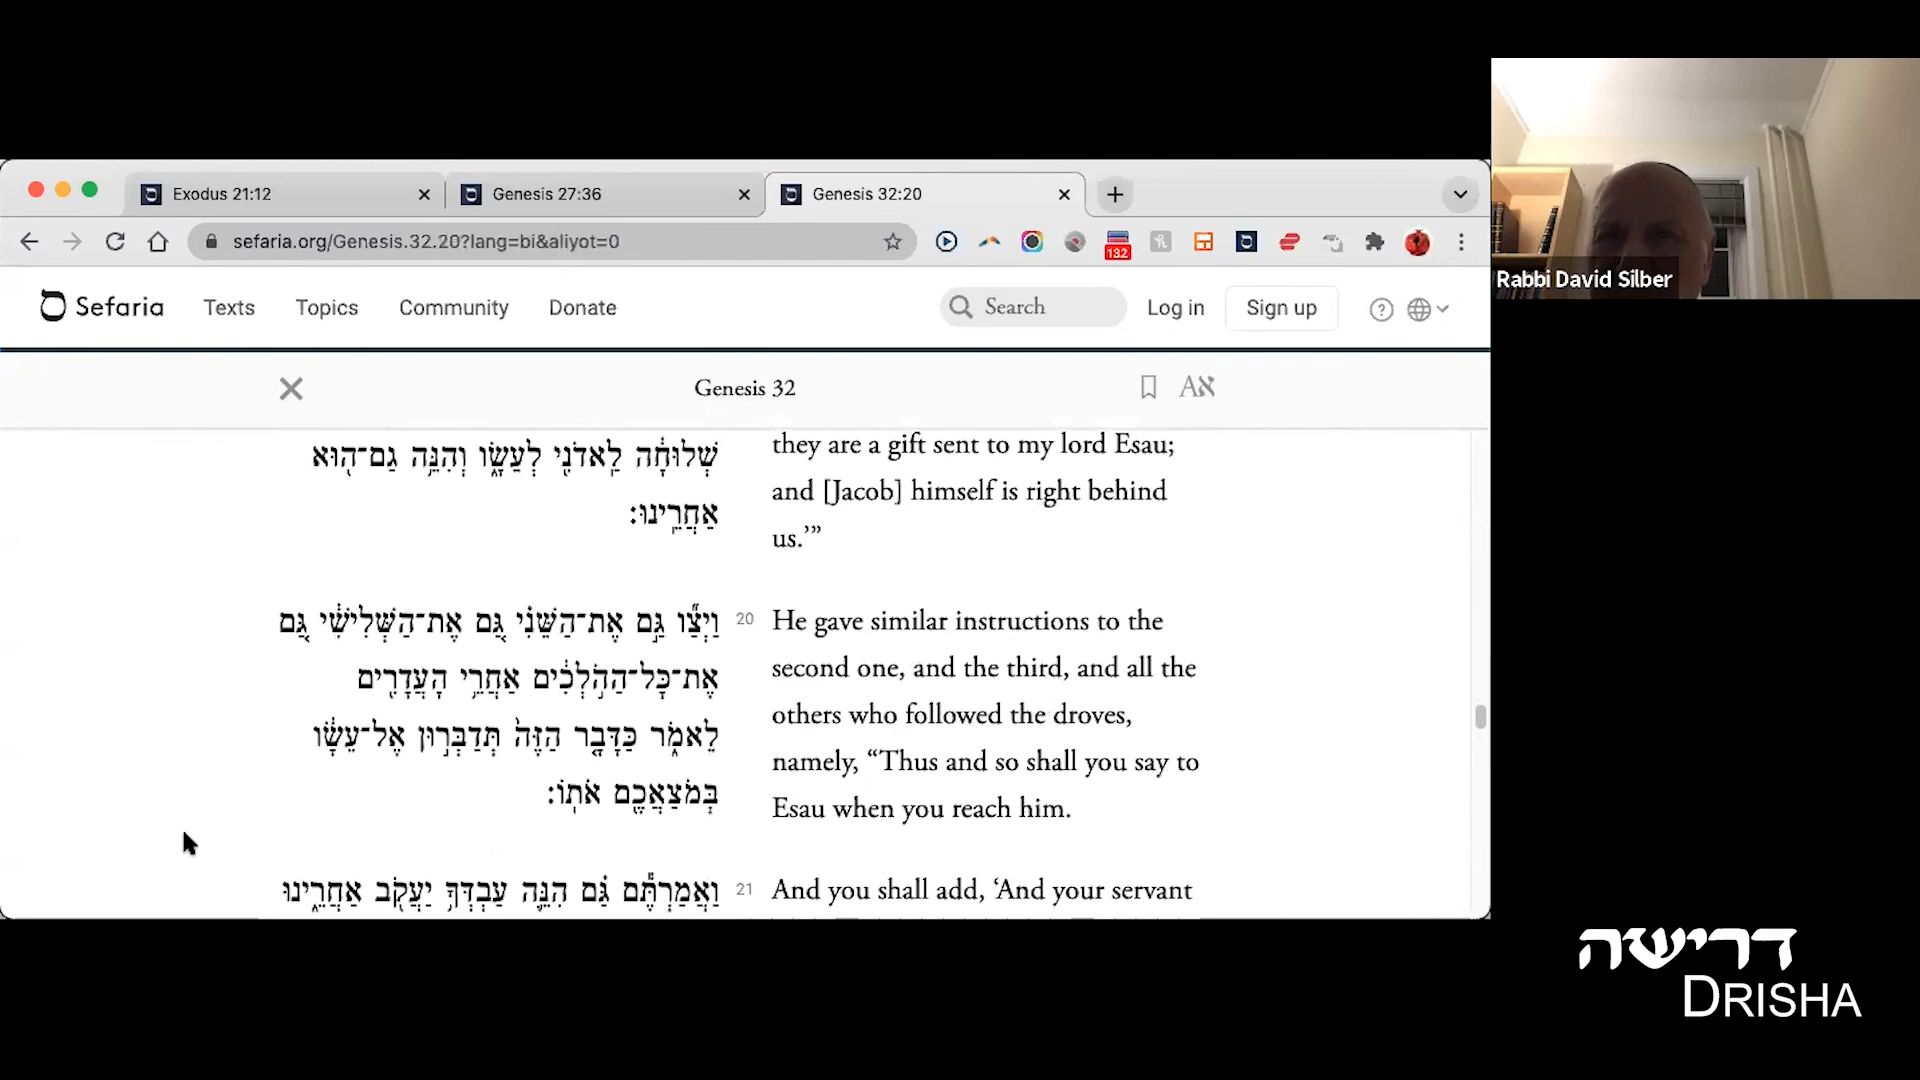 Exodus 21:12
Genesis 27:36
Genesis 32:20
sefaria.org/Genesis.32.20?lang=bi&aliyot=0
132
Sefaria
Texts
Topics
Community
Donate
Search
Log in
Sign up
Genesis 32
Aא
שְׁלוּחָ֔ה לַֽאדֹנִ֖י לְעֵשָׂ֑ו וְהִנֵּ֥ה גַם־ה֖וּא
אַחֲרֵֽינוּ׃
they are a gift sent to my lord Esau;
and [Jacob] himself is right behind
us.’”
וַיְצַ֞ו גַּ֣ם אֶת־הַשֵּׁנִ֗י גַּ֚ם אֶת־הַשְּׁלִישִׁ֔י גַּ֚ם
אֶת־כׇּל־הַהֹ֣לְכִ֔ים אַחֲרֵ֥י הָעֲדָרִ֖ים
לֵאמֹ֑ר כַּדָּבָ֤ר הַזֶּה֙ תְּדַבְּר֣וּן אֶל־עֵשָׂ֔ו
בְּמֹצַאֲכֶ֖ם אֹתֽוֹ׃
20
He gave similar instructions to the
second one, and the third, and all the
others who followed the droves,
namely, “Thus and so shall you say to
Esau when you reach him.
וַאֲמַרְתֶּ֕ם גַּ֗ם הִנֵּ֛ה עַבְדְּךָ֥ יַעֲקֹ֖ב אַחֲרֵ֑ינוּ
21
And you shall add, ‘And your servant
Rabbi David Silber
דרישה
DRISHA